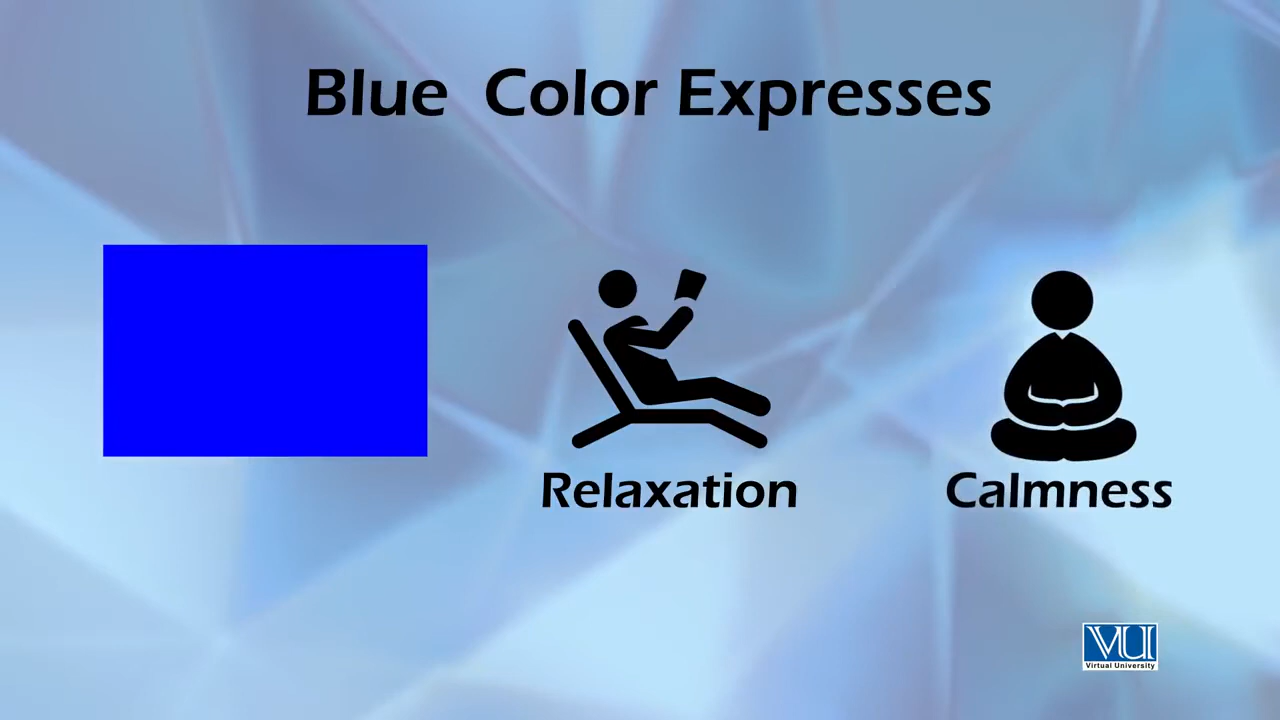 Blue Color Expresses
Relaxation
Calmness
VU
Virtual University